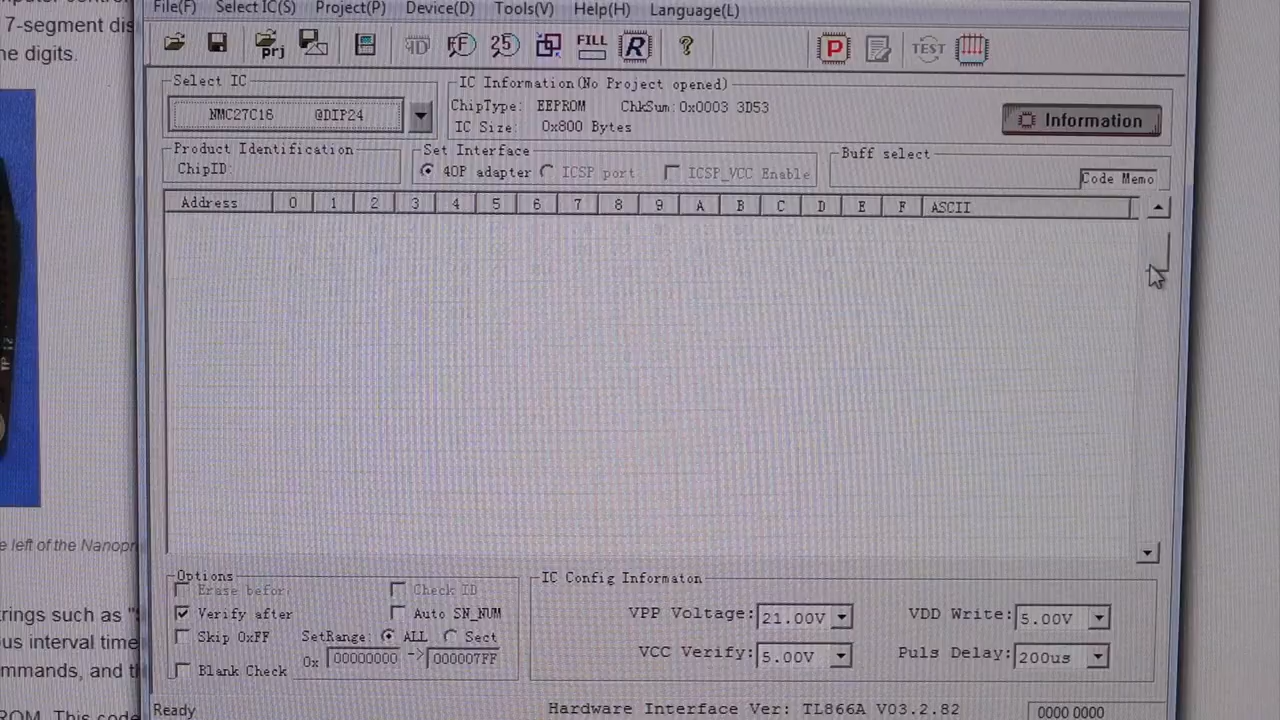 File(F) Select IC(S) Project(P) Device(D) Tools(V) Help(H) Language(L)
7-segment dis
e digits.
prj
FF
25
FILL
R
?
P
TEST
Select IC
NMC27C16 @DIP24
IC Information(No Project opened)
ChipType: EEPROM ChkSum:0x0003 3D53
IC Size: 0x800 Bytes
Information
Product Identification
ChipID:
Set Interface
40P adapter ICSP port ICSP_VCC Enable
Buff select
Code Memo
Address 0 1 2 3 4 5 6 7 8 9 A B C D E F ASCII
e left of the Nanopr
Options
Erase befor
Check ID
Verify after
Auto SN_NUM
Skip 0xFF
SetRange: ALL Sect
0x 00000000 -> 000007FF
Blank Check
IC Config Informaton
VPP Voltage: 21.00V VDD Write: 5.00V
VCC Verify: 5.00V Puls Delay: 200us
trings such as "
us interval time
mmands, and t
ROM. This code
Ready
Hardware Interface Ver: TL866A V03.2.82
0000 0000